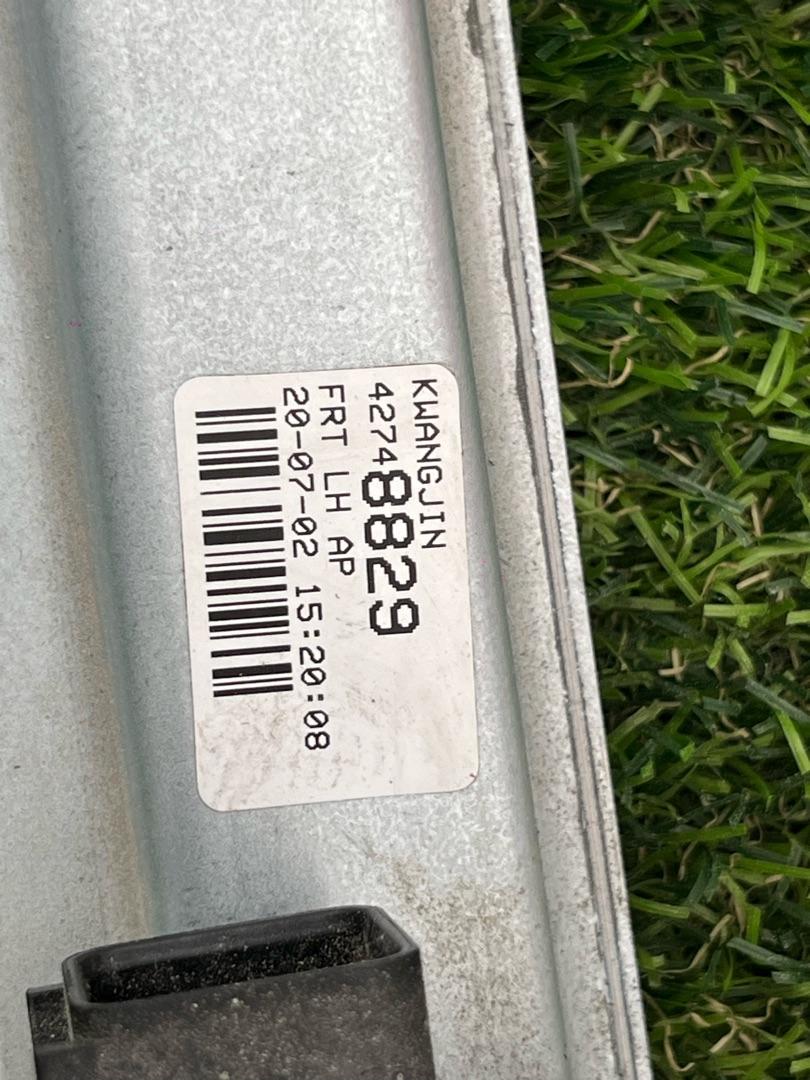 KWANGJIN
42748829
FRT LH AP
20-07-02 15:20:08